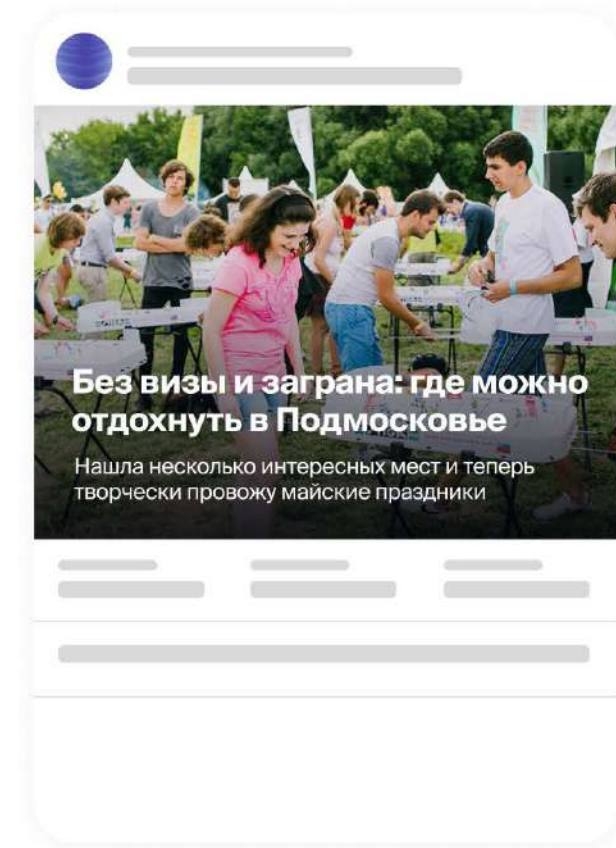 Без визы и заграна: где можно
отдохнуть в Подмосковье
Нашла несколько интересных мест и теперь
творчески провожу майские праздники